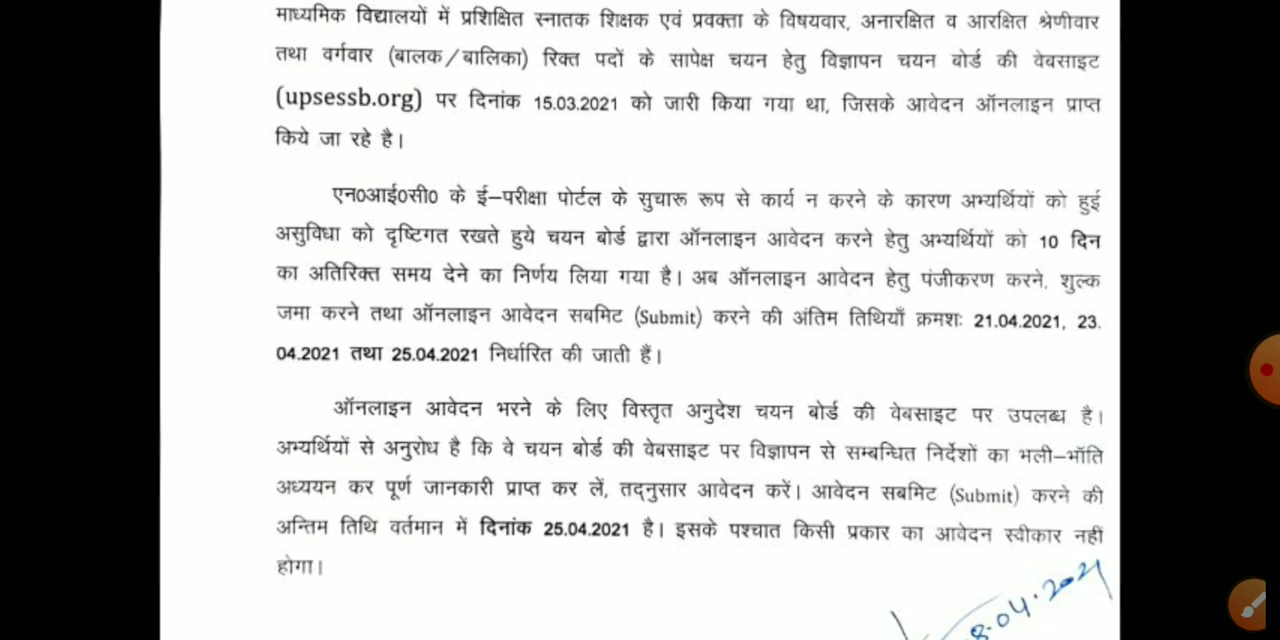 माध्यमिक विद्यालयों में प्रशिक्षित स्नातक शिक्षक एवं प्रवक्ता के विषयवार, अनारक्षित व आरक्षित श्रेणीवार
तथा वर्गवार (बालक/बालिका) रिक्त पदों के सापेक्ष चयन हेतु विज्ञापन चयन बोर्ड की वेबसाइट
(upsessb.org) पर दिनांक 15.03.2021 को जारी किया गया था, जिसके आवेदन ऑनलाइन प्राप्त
किये जा रहे है।
एन0आई0सी0 के ई–परीक्षा पोर्टल के सुचारू रूप से कार्य न करने के कारण अभ्यर्थियों को हुई
असुविधा को दृष्टिगत रखते हुये चयन बोर्ड द्वारा ऑनलाइन आवेदन करने हेतु अभ्यर्थियों को 10 दिन
का अतिरिक्त समय देने का निर्णय लिया गया है। अब ऑनलाइन आवेदन हेतु पंजीकरण करने, शुल्क
जमा करने तथा ऑनलाइन आवेदन सबमिट (Submit) करने की अंतिम तिथियाँ क्रमशः 21.04.2021, 23.
04.2021 तथा 25.04.2021 निर्धारित की जाती हैं।
ऑनलाइन आवेदन भरने के लिए विस्तृत अनुदेश चयन बोर्ड की वेबसाइट पर उपलब्ध है।
अभ्यर्थियों से अनुरोध है कि वे चयन बोर्ड की वेबसाइट पर विज्ञापन से सम्बन्धित निर्देशों का भली–भॉति
अध्ययन कर पूर्ण जानकारी प्राप्त कर लें, तद्नुसार आवेदन करें। आवेदन सबमिट (Submit) करने की
अन्तिम तिथि वर्तमान में दिनांक 25.04.2021 है। इसके पश्चात किसी प्रकार का आवेदन स्वीकार नहीं
होगा।
8.04.2021